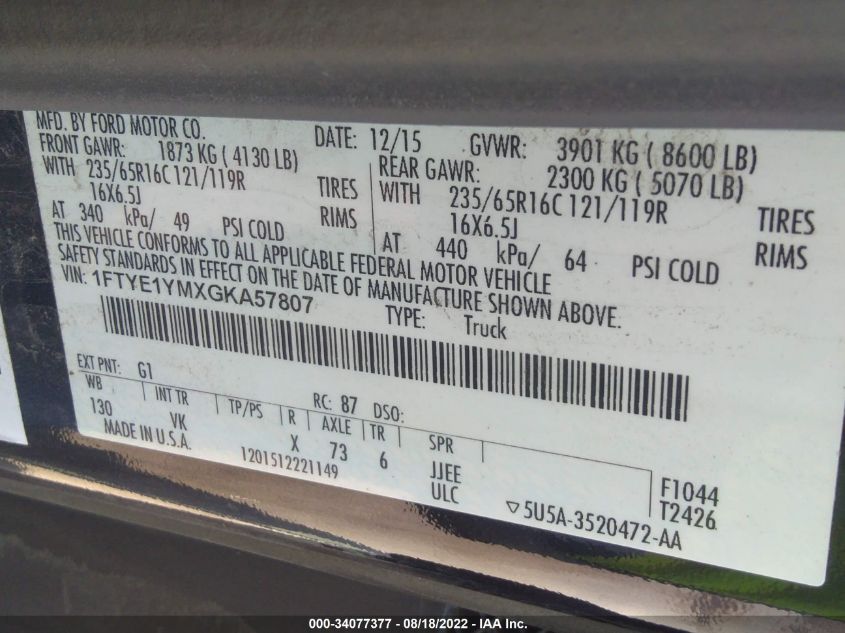 MFD. BY FORD MOTOR CO. DATE: 12/15 GVWR: 3901 KG ( 8600 LB)
FRONT GAWR: 1873 KG ( 4130 LB) REAR GAWR: 2300 KG ( 5070 LB)
WITH 235/65R16C 121/119R TIRES WITH 235/65R16C 121/119R TIRES
16X6.5J RIMS 16X6.5J RIMS
AT 340 kPa/ 49 PSI COLD AT 440 kPa/ 64 PSI COLD
THIS VEHICLE CONFORMS TO ALL APPLICABLE FEDERAL MOTOR VEHICLE
SAFETY STANDARDS IN EFFECT ON THE DATE OF MANUFACTURE SHOWN ABOVE.
VIN: 1FTYE1YMXGKA57807 TYPE: Truck
EXT PNT: G1 RC: 87 DSO:
WB INT TR TP/PS R AXLE TR SPR
130 VK X 73 6 JJEE F1044
MADE IN U.S.A. 1201512221149 ULC T2426
5U5A-3520472-AA
000-34077377 - 08/18/2022 - IAA Inc.